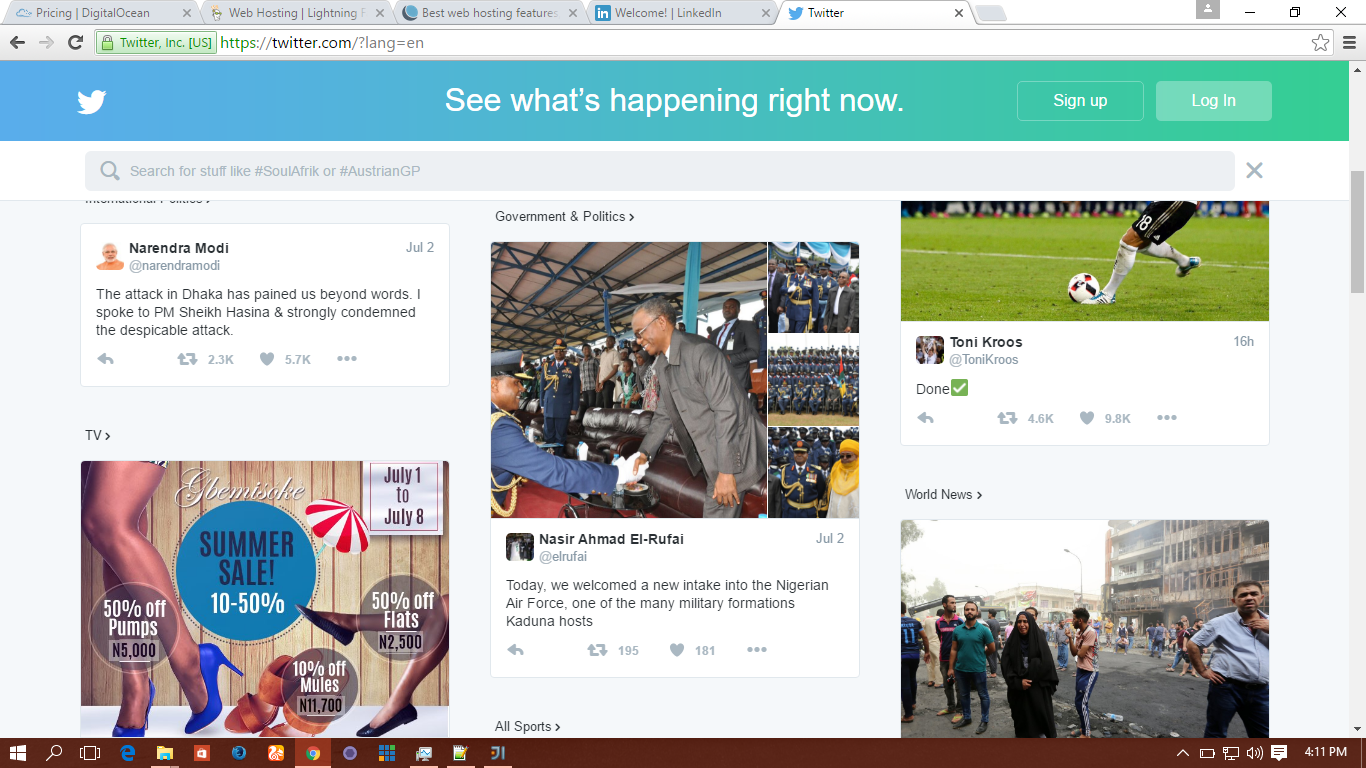 Pricing | DigitalOcean
Web Hosting | Lightning F
Best web hosting features
Welcome! | LinkedIn
Twitter
Twitter, Inc. [US]
https://twitter.com/?lang=en
See what's happening right now.
Sign up
Log In
Search for stuff like #SoulAfrik or #AustrianGP
International Politics ›
Narendra Modi
Jul 2
@narendramodi
The attack in Dhaka has pained us beyond words. I
spoke to PM Sheikh Hasina & strongly condemned
the despicable attack.
2.3K
5.7K
•••
TV ›
Gbemisoke
SUMMER
SALE!
10-50%
July 1
to
July 8
50% off
Pumps
N5,000
50% off
Flats
N2,500
10% off
Mules
N11,700
Government & Politics ›
Nasir Ahmad El-Rufai
Jul 2
@elrufai
Today, we welcomed a new intake into the Nigerian
Air Force, one of the many military formations
Kaduna hosts
195
181
•••
All Sports ›
18
Toni Kroos
16h
@ToniKroos
Done✅
4.6K
9.8K
•••
World News ›
11
4:11 PM